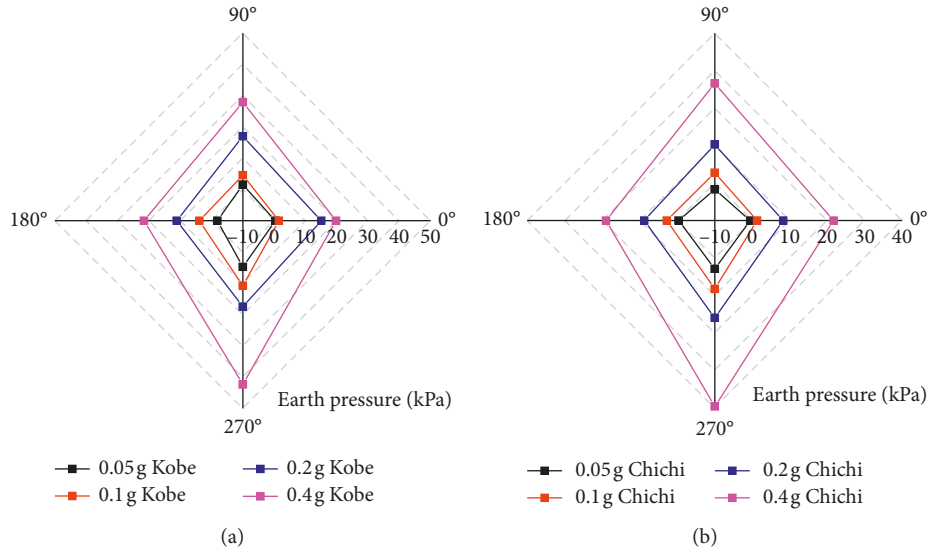 90°
180°
0°
−10 0 10 20 30 40 50
Earth pressure (kPa)
270°
0.05 g Kobe
0.2 g Kobe
0.1 g Kobe
0.4 g Kobe
(a)
90°
180°
0°
−10 0 10 20 30 40
Earth pressure (kPa)
270°
0.05 g Chichi
0.2 g Chichi
0.1 g Chichi
0.4 g Chichi
(b)